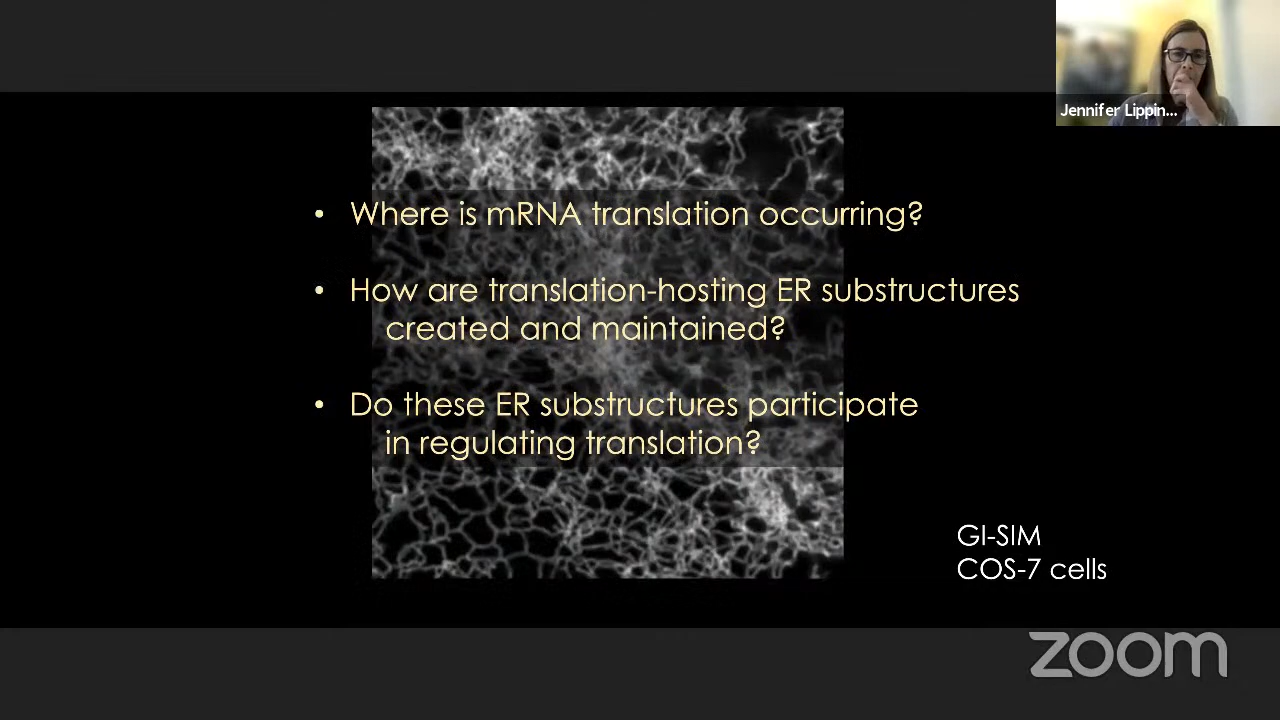 Jennifer Lippin...
• Where is mRNA translation occurring?
• How are translation-hosting ER substructures
created and maintained?
• Do these ER substructures participate
in regulating translation?
GI-SIM
COS-7 cells
zoom